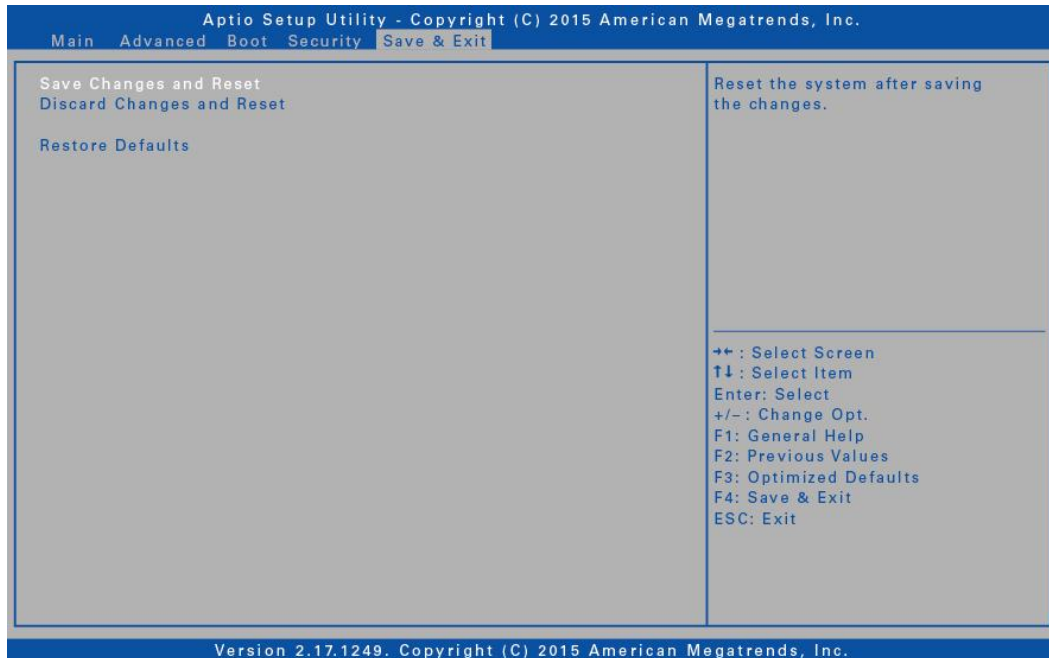 Aptio Setup Utility - Copyright (C) 2015 American Megatrends, Inc.
Main Advanced Boot Security Save & Exit
Save Changes and Reset
Discard Changes and Reset
Restore Defaults
Reset the system after saving
the changes.
→← : Select Screen
↑↓ : Select Item
Enter: Select
+/– : Change Opt.
F1: General Help
F2: Previous Values
F3: Optimized Defaults
F4: Save & Exit
ESC: Exit
Version 2.17.1249. Copyright (C) 2015 American Megatrends, Inc.